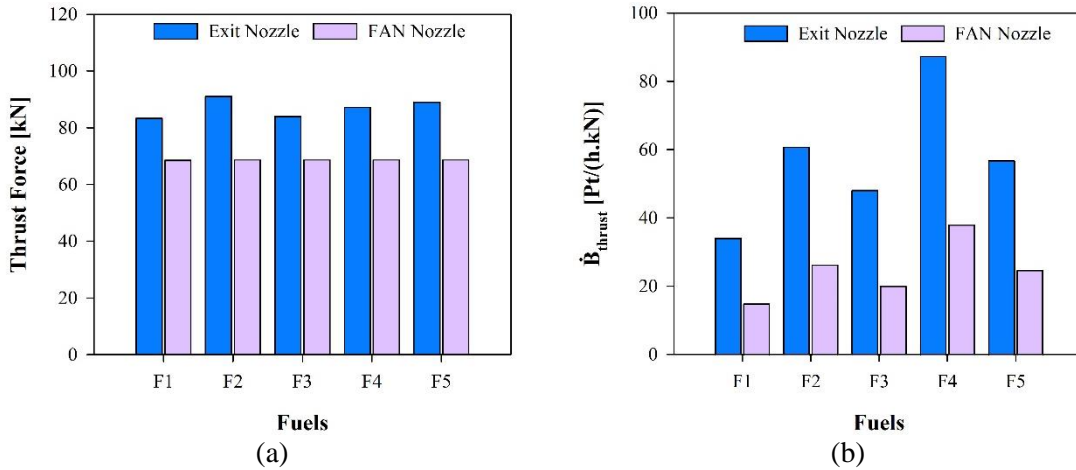 Exit Nozzle FAN Nozzle
120
100
80
60
40
20
0
Thrust Force [kN]
F1 F2 F3 F4 F5
Fuels
(a)
Exit Nozzle FAN Nozzle
100
80
60
40
20
0
Ḃthrust [Pt/(h.kN)]
F1 F2 F3 F4 F5
Fuels
(b)